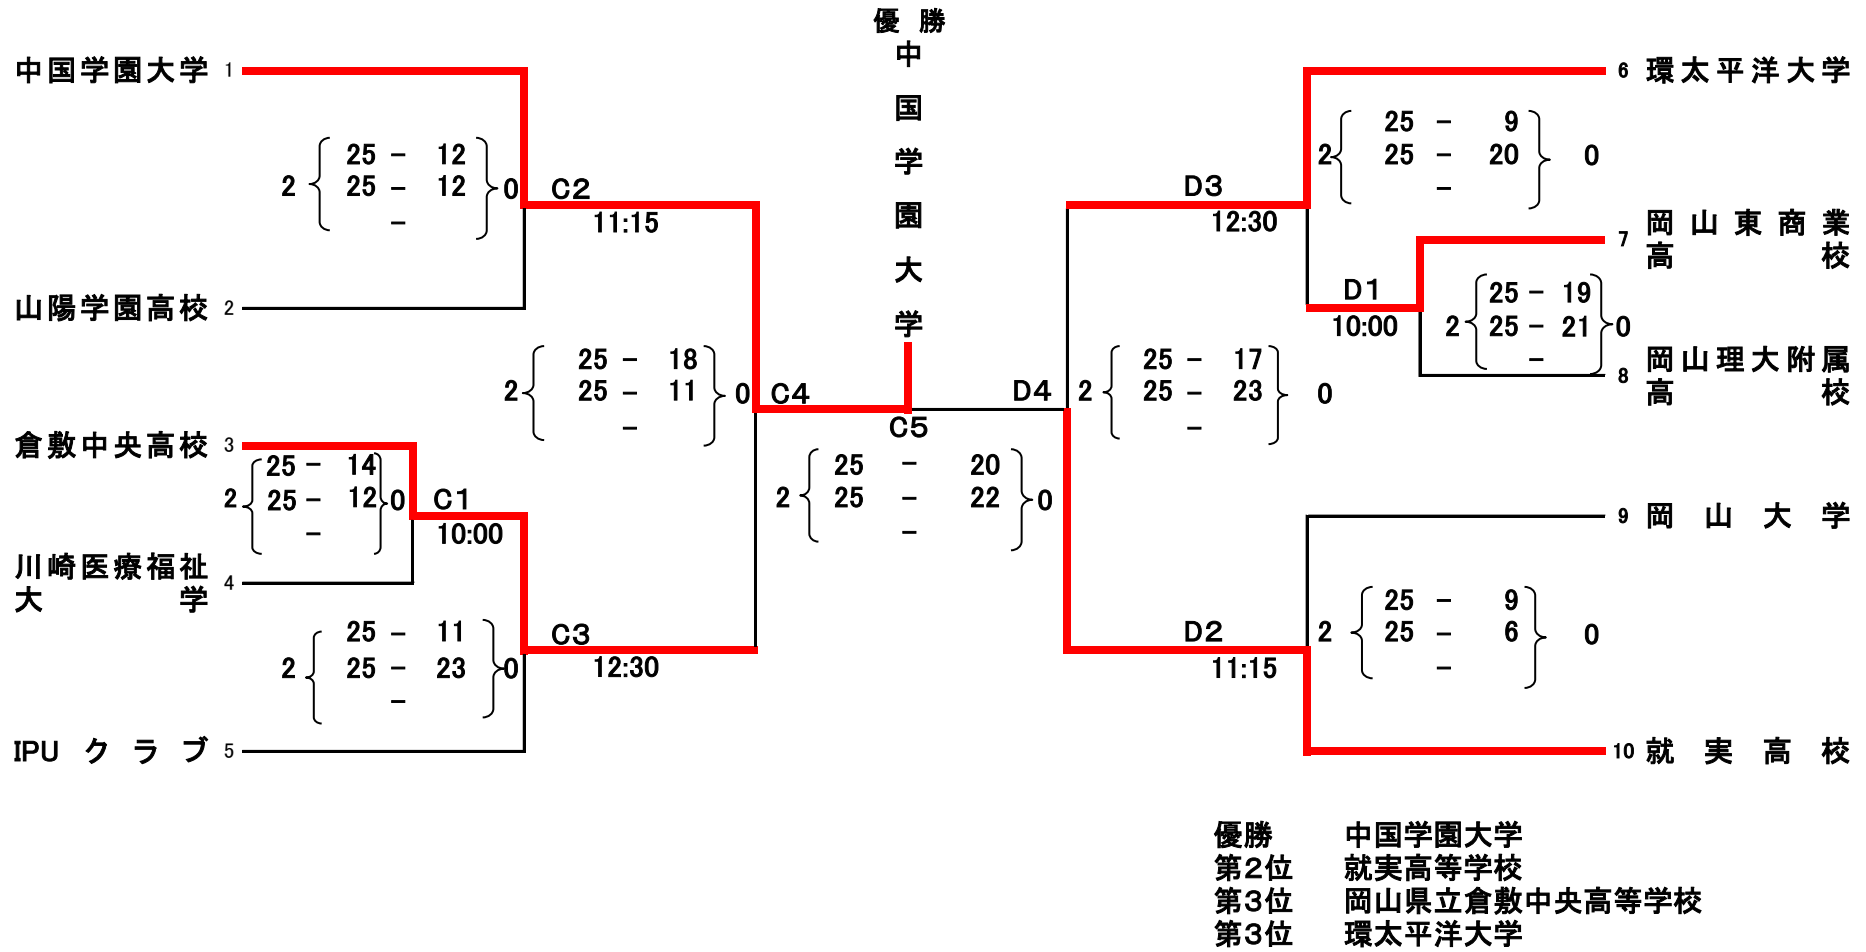 優勝
中国学園大学
中国学園大学 1
2 25 - 12 0
25 - 12
-
C2
11:15
山陽学園高校 2
2 25 - 18 0
25 - 11
-
C4
倉敷中央高校 3
2 25 - 14 0
25 - 12
-
C1
10:00
川崎医療福祉大学 4
2 25 - 11 0
25 - 23
-
C3
12:30
IPUクラブ 5
C5
2 25 - 20 0
25 - 22
-
6 環太平洋大学
2 25 - 9 0
25 - 20
-
D3
12:30
7 岡山東商業高校
D1
10:00
2 25 - 19 0
25 - 21
-
8 岡山理大附属高校
D4
2 25 - 17 0
25 - 23
-
9 岡山大学
2 25 - 9 0
25 - 6
-
D2
11:15
10 就実高校
優勝 中国学園大学
第2位 就実高等学校
第3位 岡山県立倉敷中央高等学校
第3位 環太平洋大学